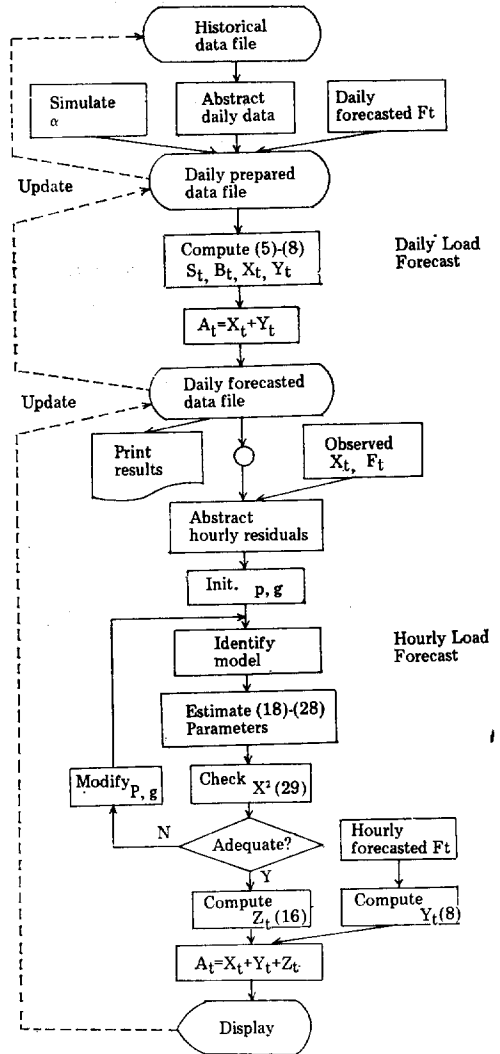 Historical
data file
Simulate
α
Abstract
daily data
Daily
forecasted Ft
Update
Daily prepared
data file
Compute (5)-(8)
St, Bt, Xt, Yt
Daily Load
Forecast
At=Xt+Yt
Daily forecasted
data file
Update
Print
results
Observed
Xt, Ft
Abstract
hourly residuals
Init. p, g
Identify
model
Hourly Load
Forecast
Estimate (18)-(28)
Parameters
Modify P, g
Check
X² (29)
N
Adequate?
Y
Hourly
forecasted Ft
Compute
Zt (16)
Compute
Yt (8)
At=Xt+Yt+Zt
Display